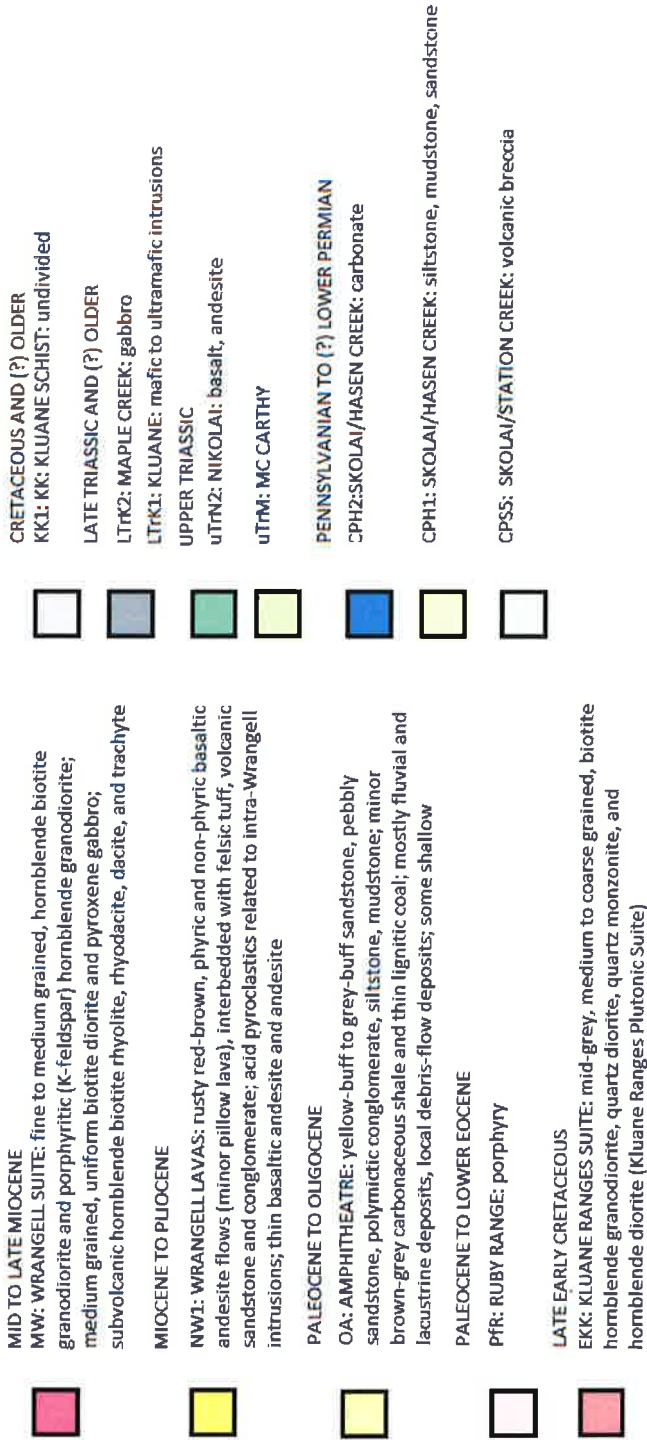 MID TO LATE MIOCENE
MW: WRANGELL SUITE: fine to medium grained, hornblende biotite
granodiorite and porphyritic (K-feldspar) hornblende granodiorite;
medium grained, uniform biotite diorite and pyroxene gabbro;
subvolcanic hornblende biotite rhyolite, rhyodacite, dacite, and trachyte
MIOCENE TO PLIOCENE
NW1: WRANGELL LAVAS: rusty red-brown, phyric and non-phyric basaltic
andesite flows (minor pillow lava), interbedded with felsic tuff, volcanic
sandstone and conglomerate; acid pyroclastics related to intra-Wrangell
intrusions; thin basaltic andesite and andesite
PALEOCENE TO OLIGOCENE
OA: AMPHITHEATRE: yellow-buff to grey-buff sandstone, pebbly
sandstone, polymictic conglomerate, siltstone, mudstone; minor
brown-grey carbonaceous shale and thin lignitic coal; mostly fluvial and
lacustrine deposits, local debris-flow deposits; some shallow
PALEOCENE TO LOWER EOCENE
PfR: RUBY RANGE: porphyry
LATE EARLY CRETACEOUS
EKK: KLUANE RANGES SUITE: mid-grey, medium to coarse grained, biotite
hornblende granodiorite, quartz diorite, quartz monzonite, and
hornblende diorite (Kluane Ranges Plutonic Suite)
CRETACEOUS AND (?) OLDER
KK1: KK: KLUANE SCHIST: undivided
LATE TRIASSIC AND (?) OLDER
LTrK2: MAPLE CREEK: gabbro
LTrK1: KLUANE: mafic to ultramafic intrusions
UPPER TRIASSIC
uTrN2: NIKOLAI: basalt, andesite
uTrM: MC CARTHY
PENNSYLVANIAN TO (?) LOWER PERMIAN
CPH2:SKOLAI/HASEN CREEK: carbonate
CPH1: SKOLAI/HASEN CREEK: siltstone, mudstone, sandstone
CPS5: SKOLAI/STATION CREEK: volcanic breccia